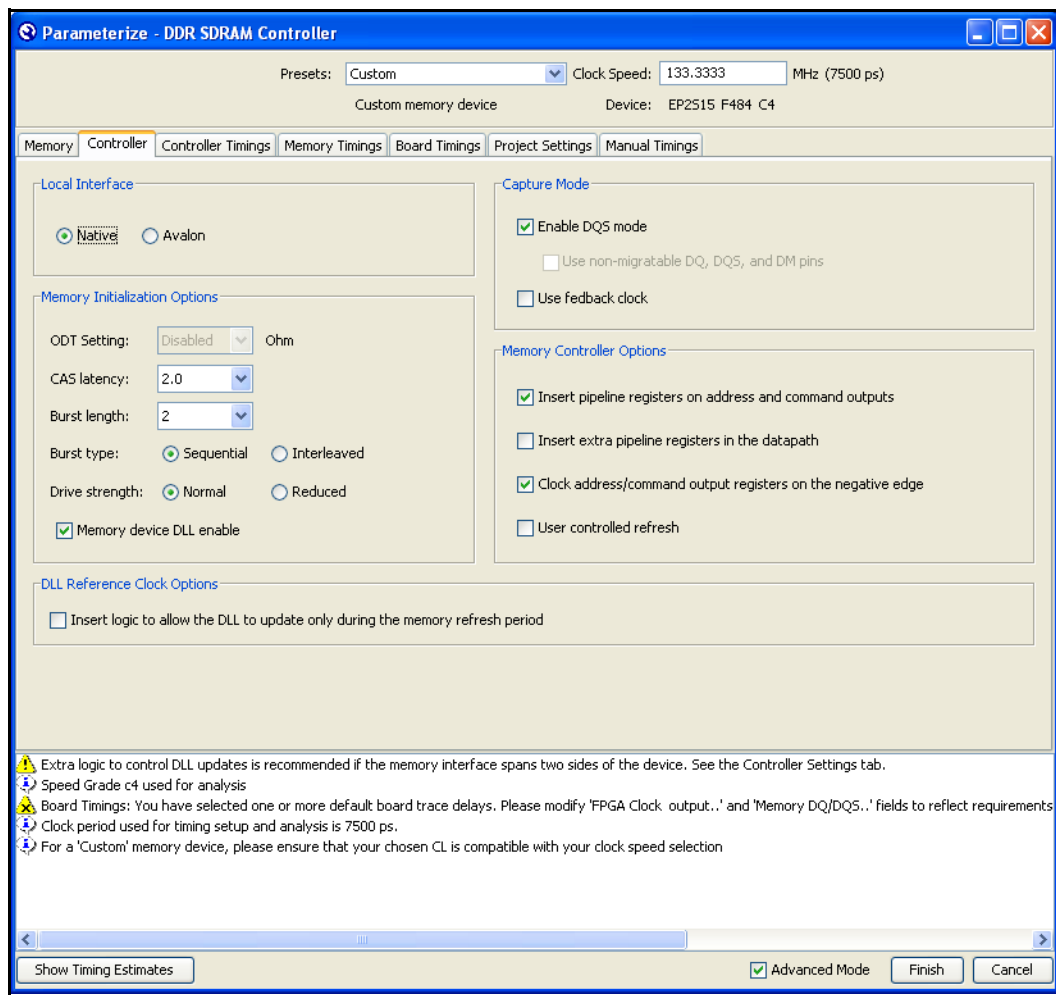 Parameterize - DDR SDRAM Controller
Presets: Custom Clock Speed: 133.3333 MHz (7500 ps)
Custom memory device Device: EP2S15 F484 C4
Memory Controller Controller Timings Memory Timings Board Timings Project Settings Manual Timings
Local Interface
Native Avalon
Memory Initialization Options
ODT Setting: Disabled Ohm
CAS latency: 2.0
Burst length: 2
Burst type: Sequential Interleaved
Drive strength: Normal Reduced
Memory device DLL enable
Capture Mode
Enable DQS mode
Use non-migratable DQ, DQS, and DM pins
Use fedback clock
Memory Controller Options
Insert pipeline registers on address and command outputs
Insert extra pipeline registers in the datapath
Clock address/command output registers on the negative edge
User controlled refresh
DLL Reference Clock Options
Insert logic to allow the DLL to update only during the memory refresh period
Extra logic to control DLL updates is recommended if the memory interface spans two sides of the device. See the Controller Settings tab.
Speed Grade c4 used for analysis
Board Timings: You have selected one or more default board trace delays. Please modify 'FPGA Clock output..' and 'Memory DQ/DQS..' fields to reflect requirements
Clock period used for timing setup and analysis is 7500 ps.
For a 'Custom' memory device, please ensure that your chosen CL is compatible with your clock speed selection
Show Timing Estimates Advanced Mode Finish Cancel